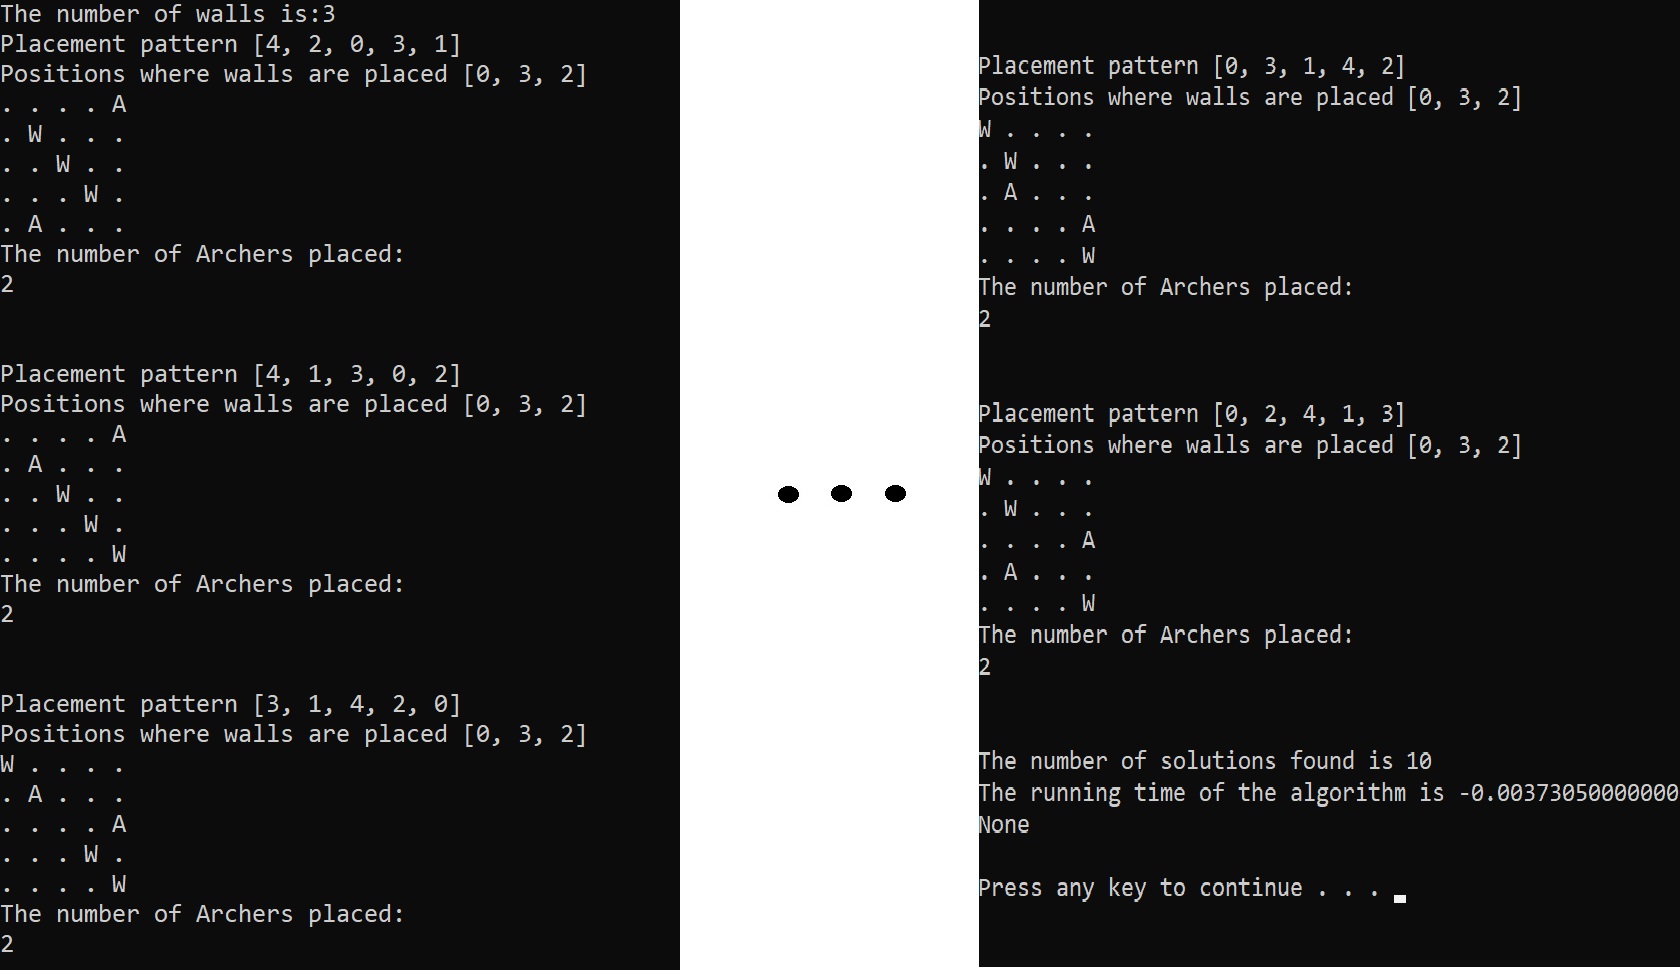 The number of walls is:3
Placement pattern [4, 2, 0, 3, 1]
Positions where walls are placed [0, 3, 2]
. . . . A
. W . . .
. . W . .
. . . W .
. A . . .
The number of Archers placed:
2
Placement pattern [4, 1, 3, 0, 2]
Positions where walls are placed [0, 3, 2]
. . . . A
. A . . .
. . W . .
. . . W .
. . . . W
The number of Archers placed:
2
Placement pattern [3, 1, 4, 2, 0]
Positions where walls are placed [0, 3, 2]
W . . . .
. A . . .
. . . . A
. . . W .
. . . . W
The number of Archers placed:
2
Placement pattern [0, 3, 1, 4, 2]
Positions where walls are placed [0, 3, 2]
W . . . .
. W . . .
. A . . .
. . . . A
. . . . W
The number of Archers placed:
2
Placement pattern [0, 2, 4, 1, 3]
Positions where walls are placed [0, 3, 2]
W . . . .
. W . . .
. . . . A
. A . . .
. . . . W
The number of Archers placed:
2
The number of solutions found is 10
The running time of the algorithm is -0.00373050000000
None
Press any key to continue . . .